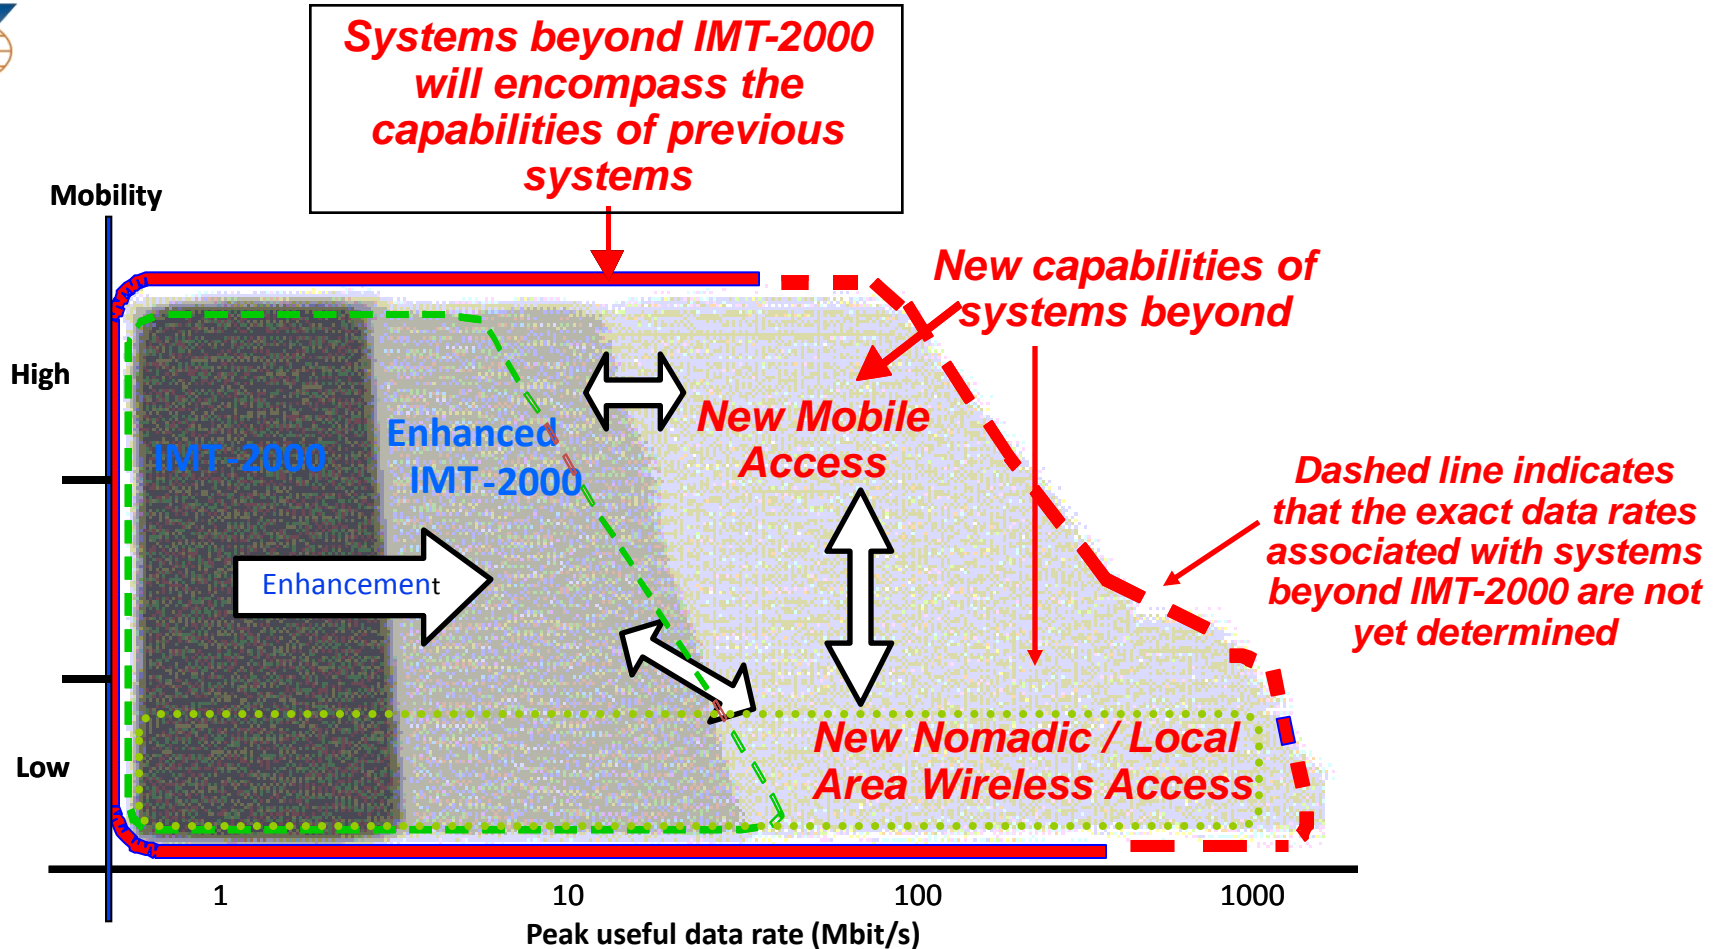 Systems beyond IMT-2000
will encompass the
capabilities of previous
systems
Mobility
New capabilities of
systems beyond
High
New Mobile
Access
Enhanced
IMT-2000
IMT-2000
Dashed line indicates
that the exact data rates
associated with systems
beyond IMT-2000 are not
yet determined
Enhancement
New Nomadic / Local
Area Wireless Access
Low
1 10 100 1000
Peak useful data rate (Mbit/s)